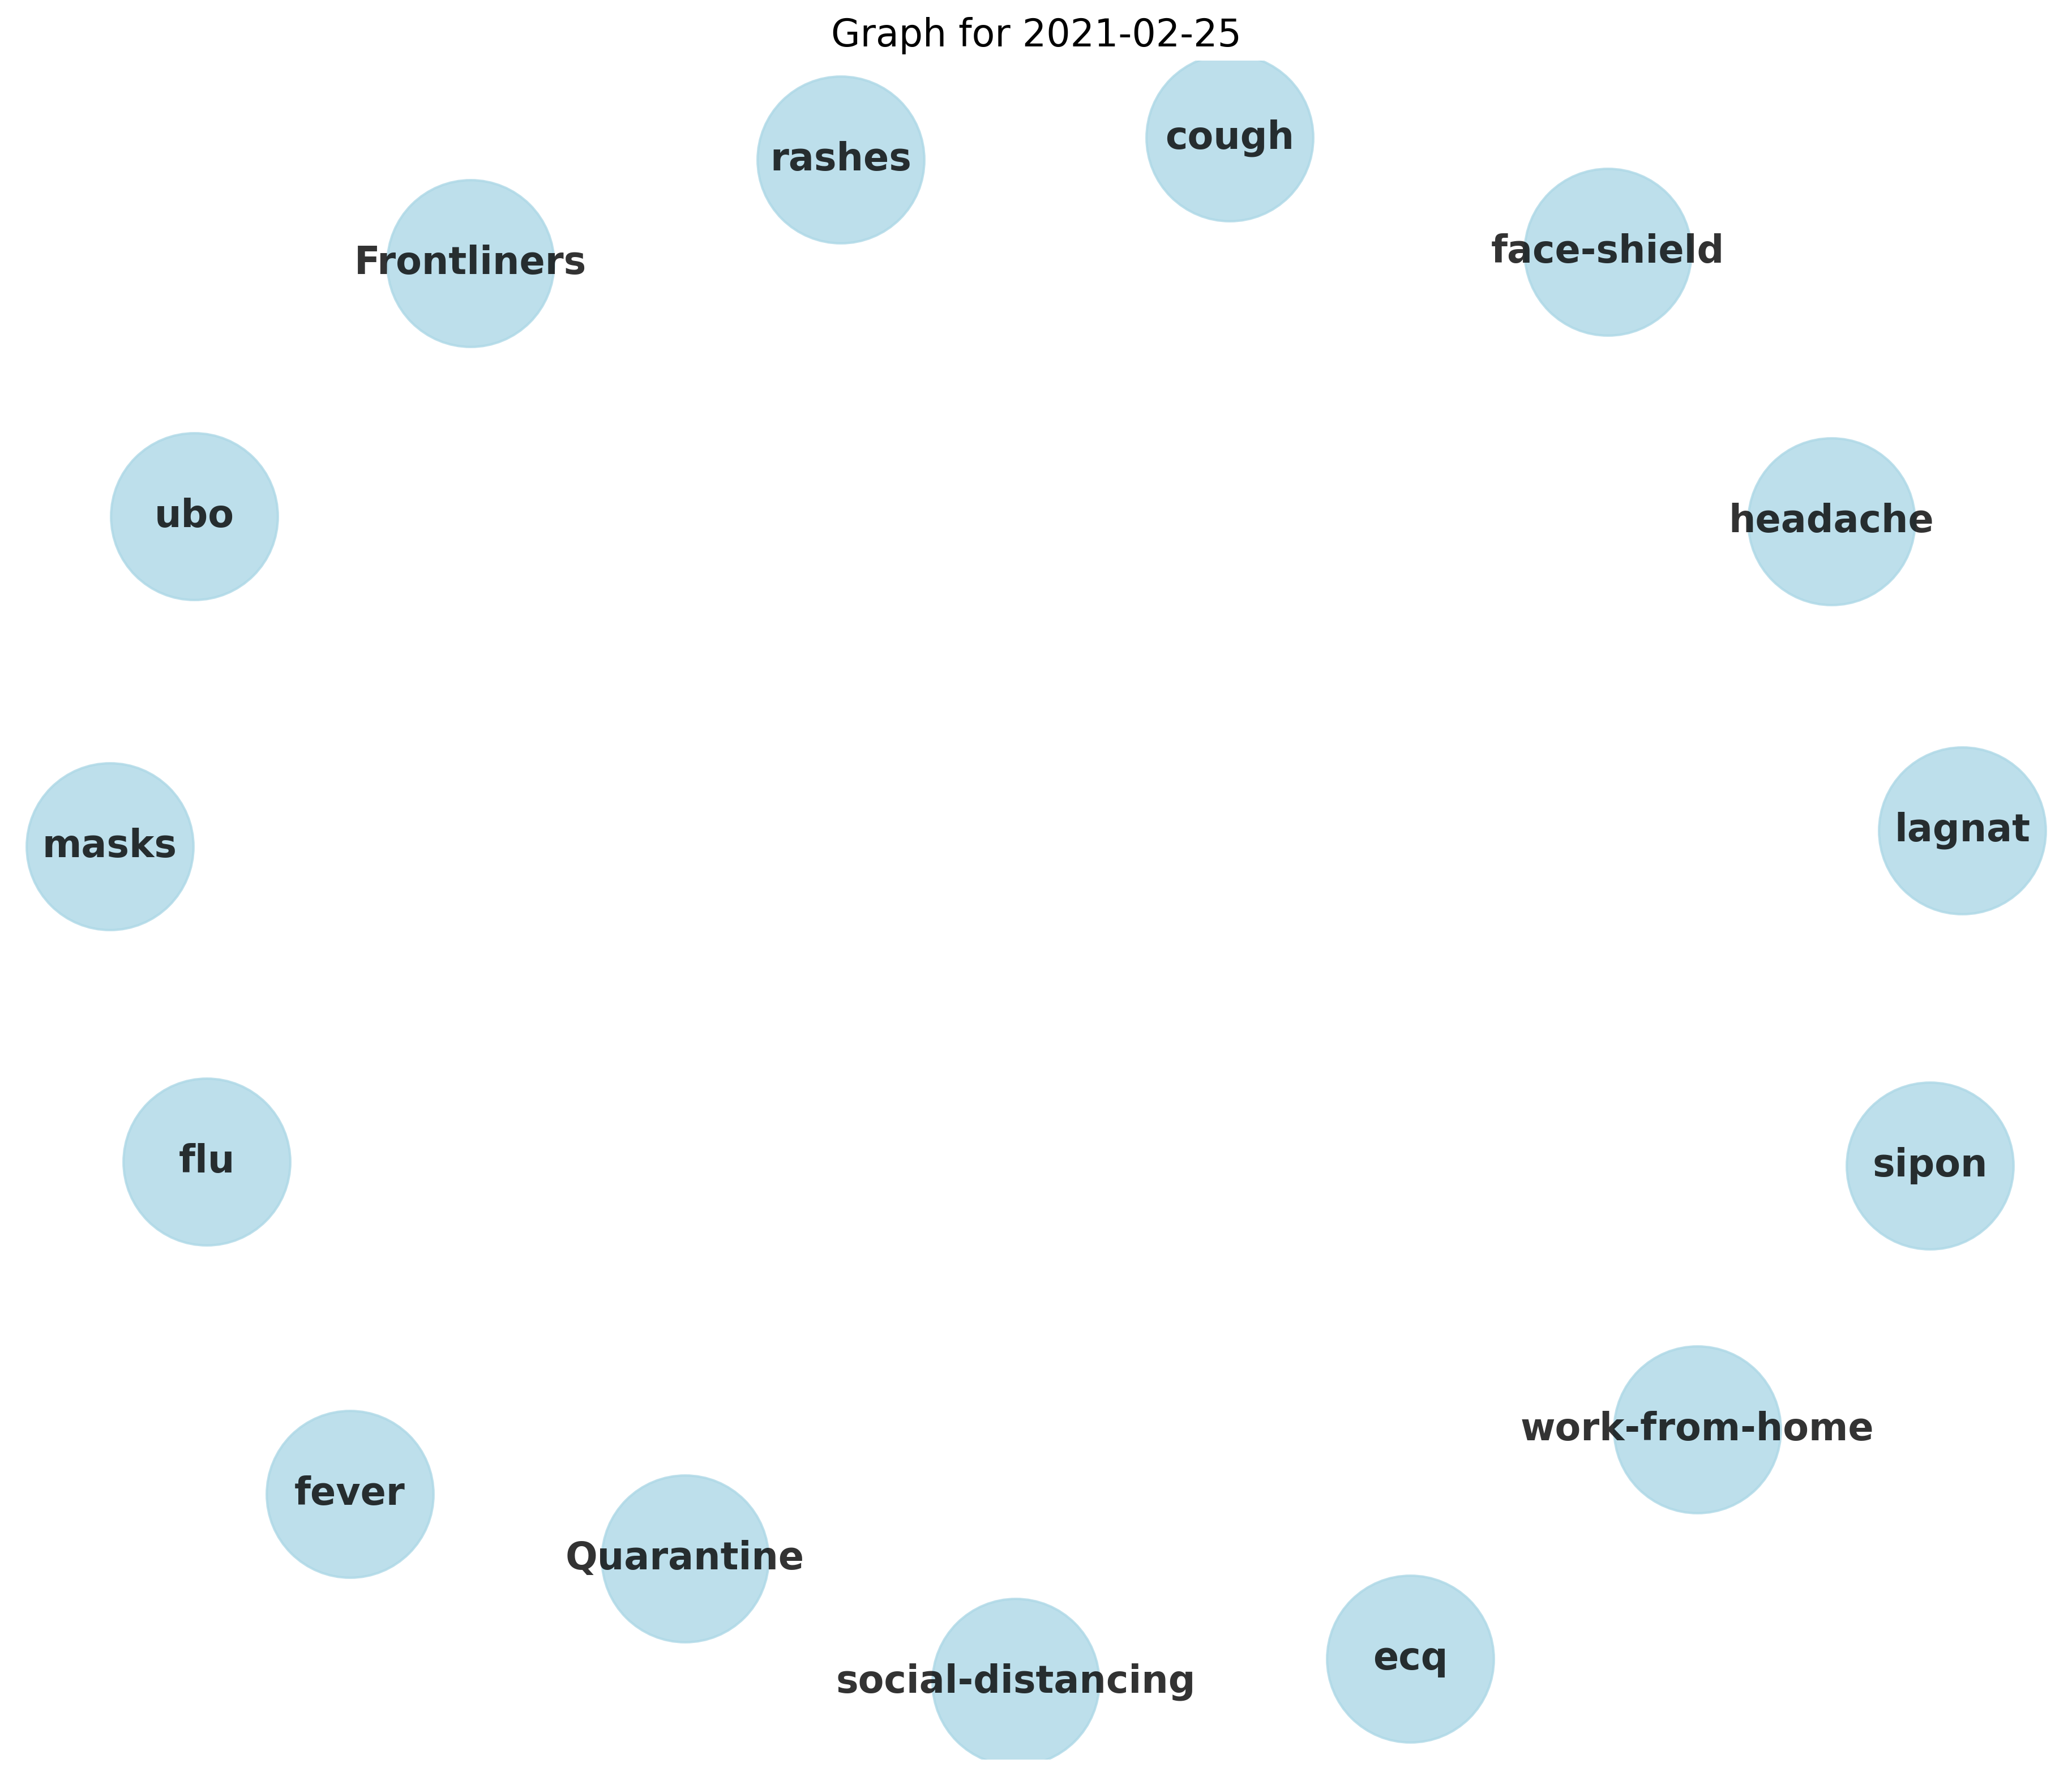 Graph for 2021-02-25
cough
rashes
face-shield
Frontliners
ubo
headache
lagnat
masks
flu
sipon
work-from-home
fever
Quarantine
ecq
social-distancing